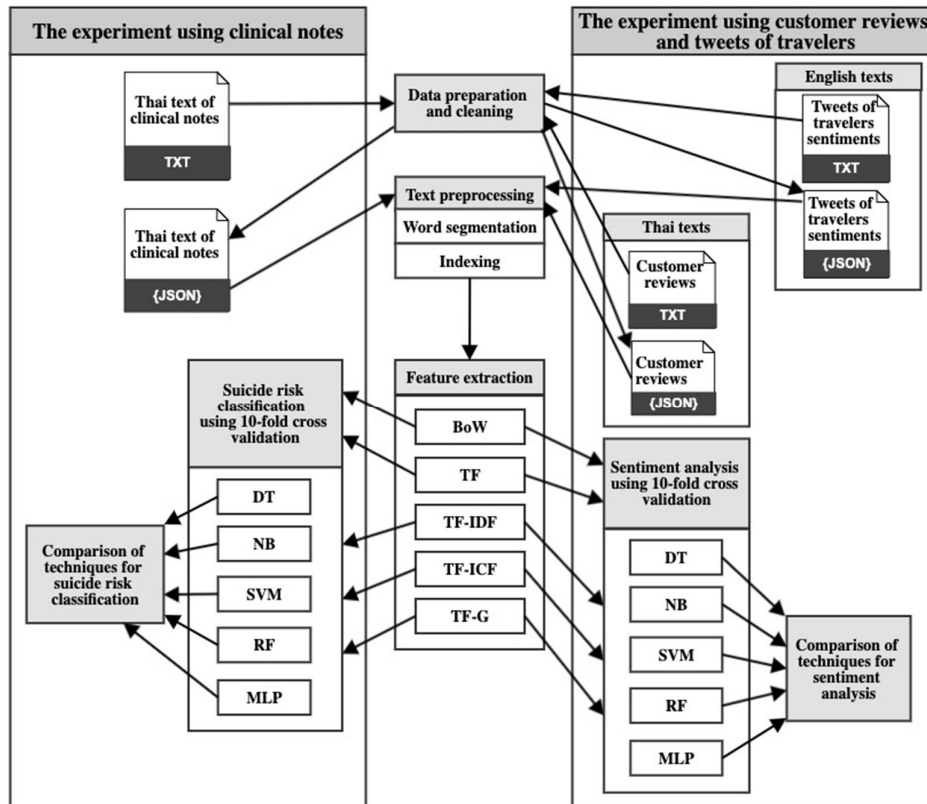 The experiment using clinical notes
Thai text of
clinical notes
TXT
Thai text of
clinical notes
{JSON}
Suicide risk
classification
using 10-fold cross
validation
DT
NB
SVM
RF
MLP
Comparison of
techniques for
suicide risk
classification
Data preparation
and cleaning
Text preprocessing
Word segmentation
Indexing
Feature extraction
BoW
TF
TF-IDF
TF-ICF
TF-G
The experiment using customer reviews
and tweets of travelers
English texts
Tweets of
travelers
sentiments
TXT
Tweets of
travelers
sentiments
{JSON}
Thai texts
Customer
reviews
TXT
Customer
reviews
{JSON}
Sentiment analysis
using 10-fold cross
validation
DT
NB
SVM
RF
MLP
Comparison of
techniques for
sentiment
analysis